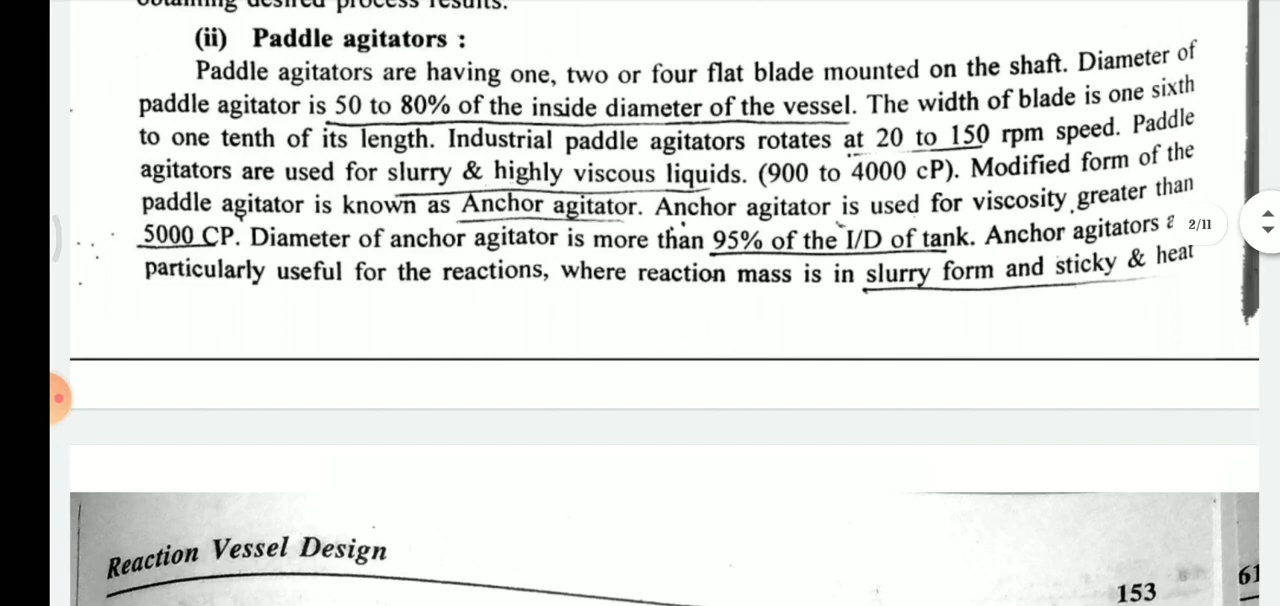 obtaining desired process results.
(ii) Paddle agitators :
Paddle agitators are having one, two or four flat blade mounted on the shaft. Diameter of
paddle agitator is 50 to 80% of the inside diameter of the vessel. The width of blade is one sixth
to one tenth of its length. Industrial paddle agitators rotates at 20 to 150 rpm speed. Paddle
agitators are used for slurry & highly viscous liquids. (900 to 4000 cP). Modified form of the
paddle agitator is known as Anchor agitator. Anchor agitator is used for viscosity greater than
5000 CP. Diameter of anchor agitator is more than 95% of the I/D of tank. Anchor agitators
2/11
particularly useful for the reactions, where reaction mass is in slurry form and sticky & heat
Reaction Vessel Design
153
61